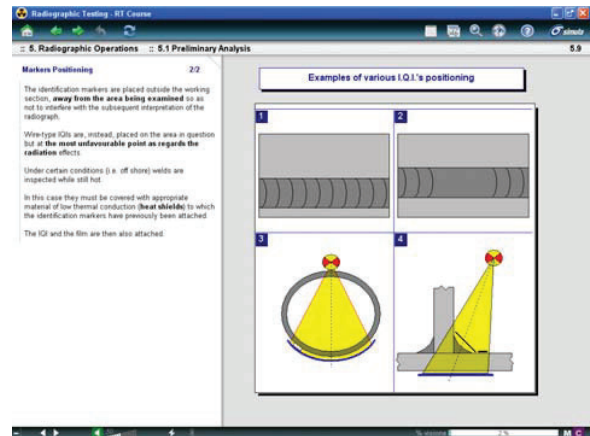 Radiographic Testing - RT Course
simula
:: 5. Radiographic Operations :: 5.1 Preliminary Analysis
5.9
Markers Positioning 2/2
The identification markers are placed outside the working
section, away from the area being examined so as
not to interfere with the subsequent interpretation of the
radiograph.
Wire-type IQIs are, instead, placed on the area in question
but at the most unfavourable point as regards the
radiation effects.
Under certain conditions (i.e. off shore) welds are
inspected while still hot.
In this case they must be covered with appropriate
material of low thermal conduction (heat shields) to which
the identification markers have previously been attached.
The IQI and the film are then also attached.
Examples of various I.Q.I.'s positioning
1
2
3
4
M C